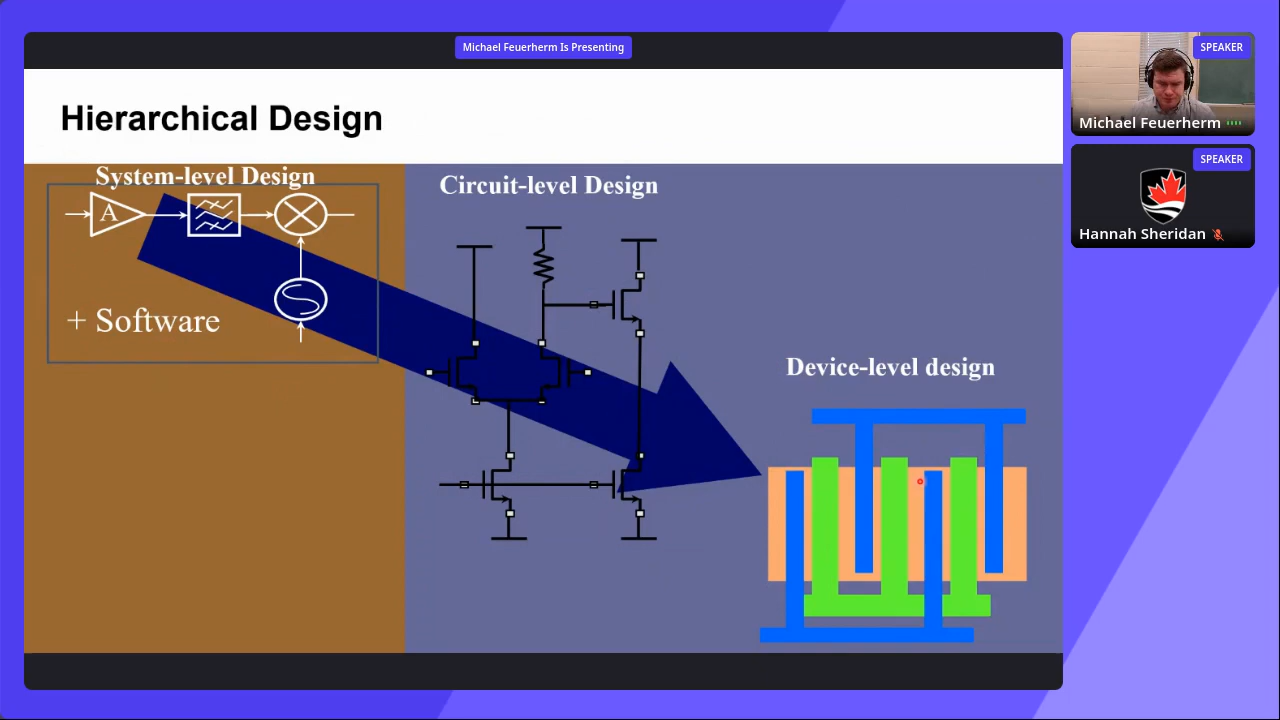 Michael Feuerherm Is Presenting
Hierarchical Design
System-level Design
A
+ Software
Circuit-level Design
Device-level design
SPEAKER
Michael Feuerherm
SPEAKER
Hannah Sheridan